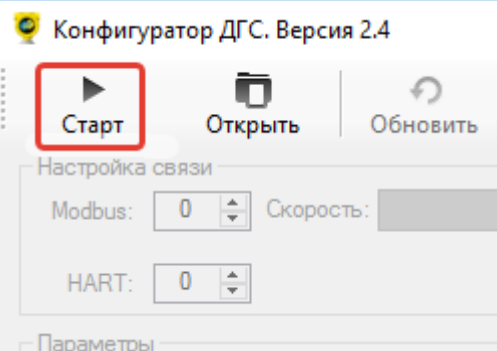 Конфигуратор ДГС. Версия 2.4
Старт Открыть Обновить
Настройка связи
Modbus: 0 Скорость:
HART: 0
Параметры